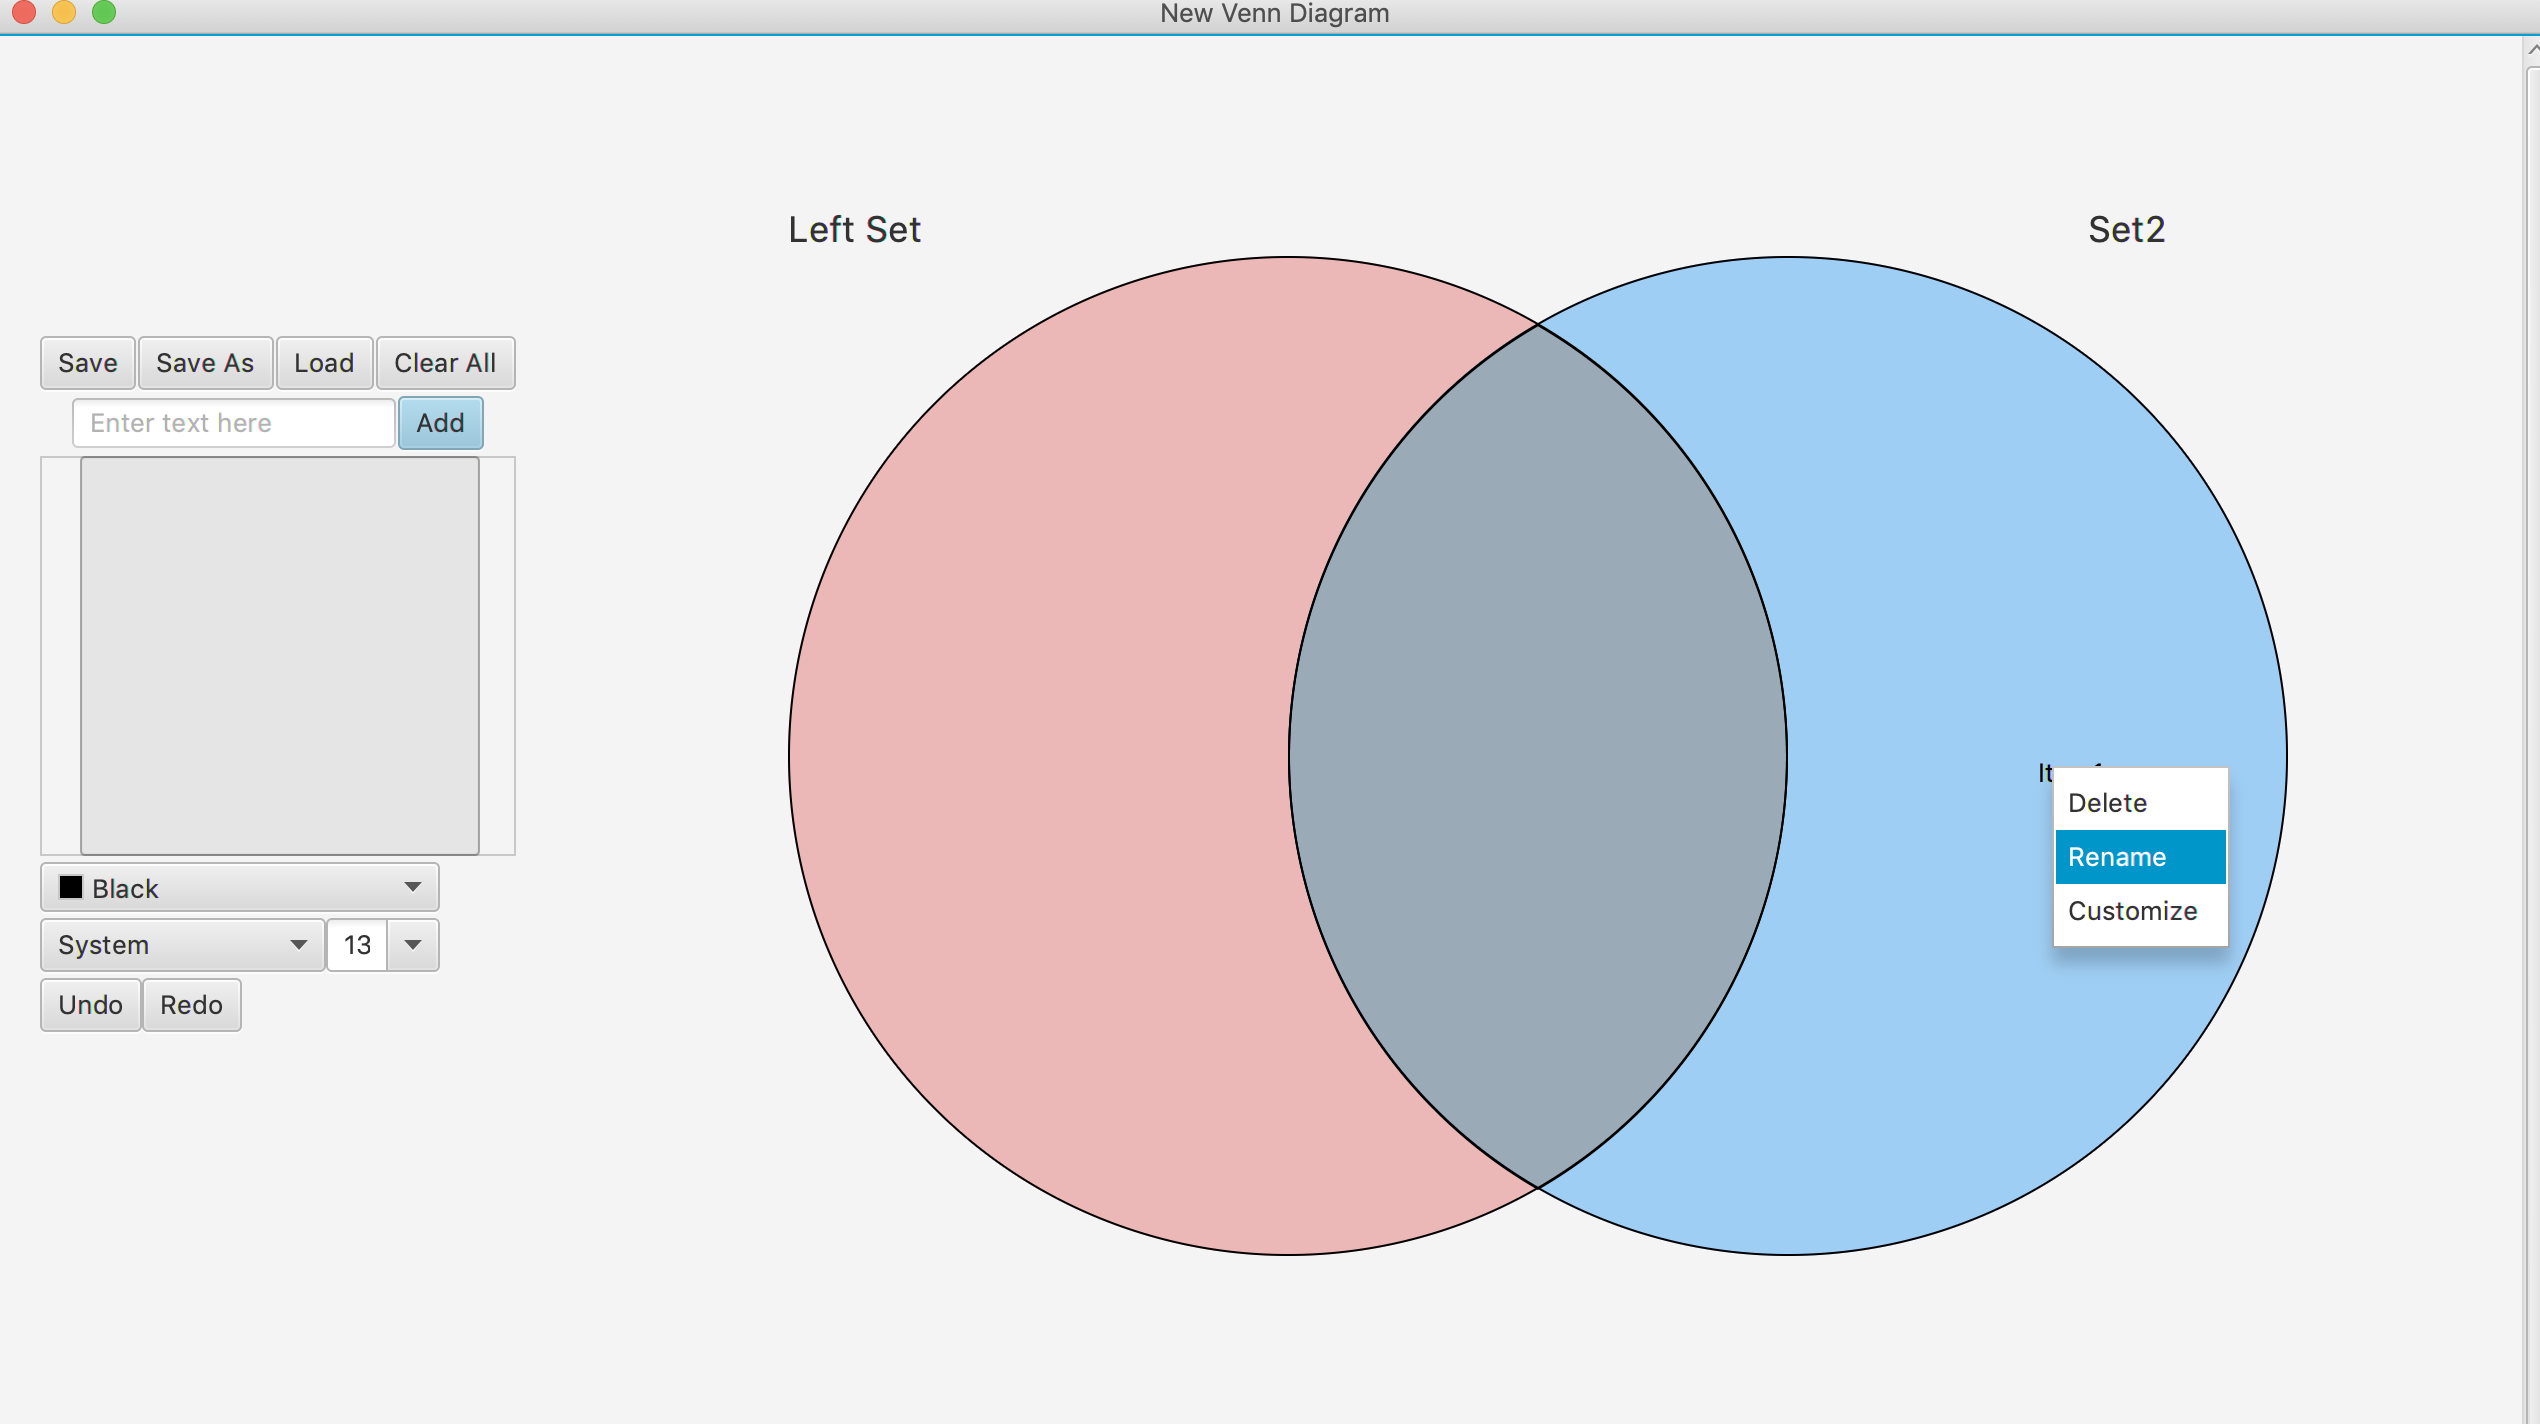 New Venn Diagram
Left Set
Set2
Save
Save As
Load
Clear All
Enter text here
Add
Delete
Rename
Customize
Black
System
13
Undo
Redo